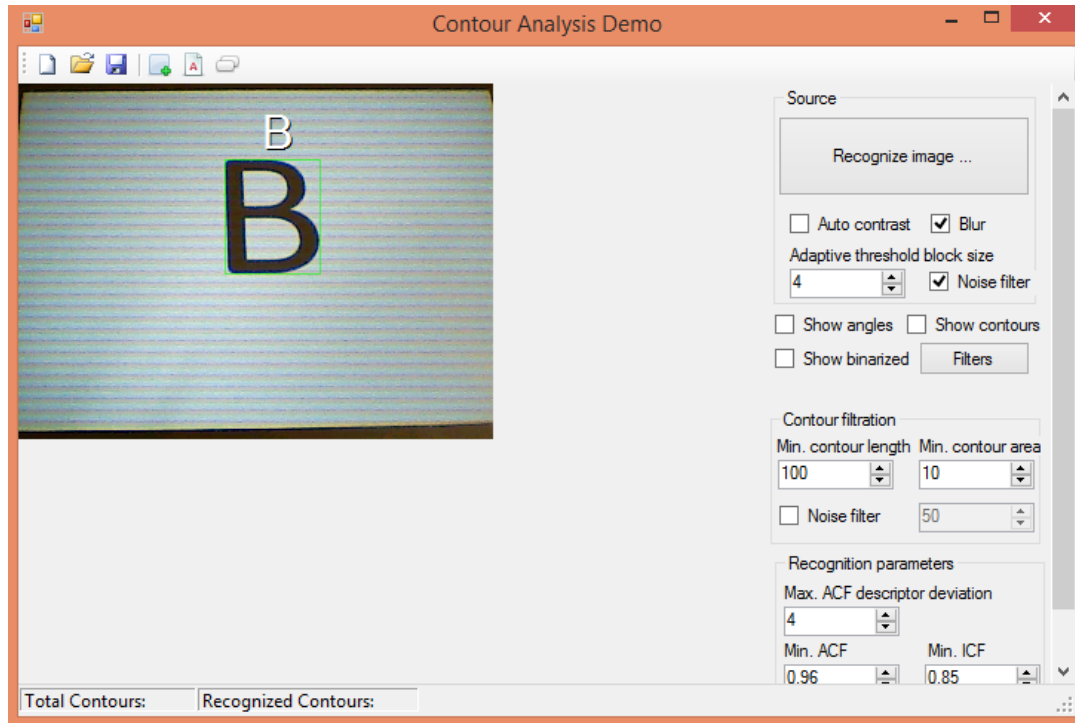 Contour Analysis Demo
A
B
B
Source
Recognize image ...
Auto contrast Blur
Adaptive threshold block size
4 Noise filter
Show angles Show contours
Show binarized Filters
Contour filtration
Min. contour length Min. contour area
100 10
Noise filter 50
Recognition parameters
Max. ACF descriptor deviation
4
Min. ACF Min. ICF
0.96 0.85
Total Contours: Recognized Contours: